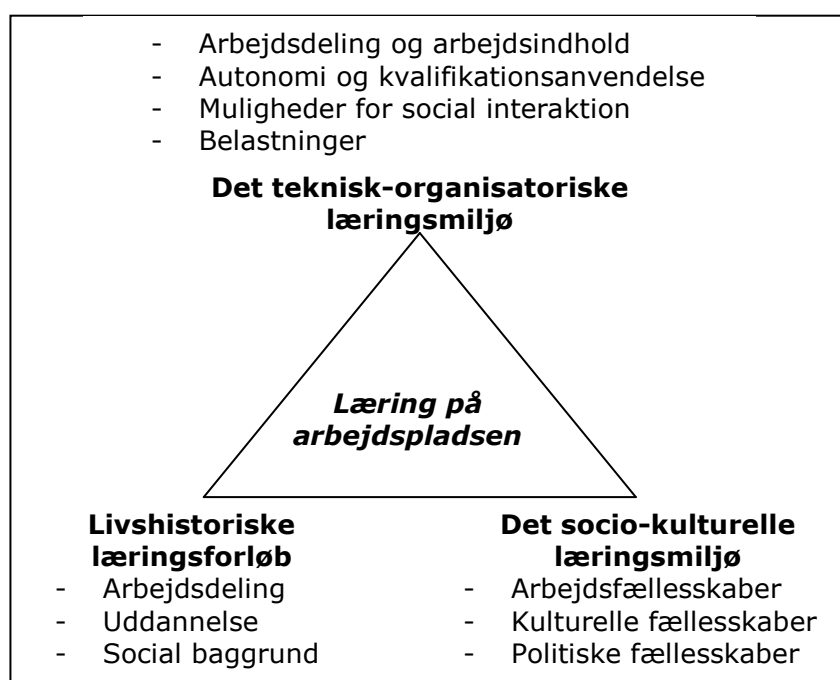 - Arbejdsdeling og arbejdsindhold
- Autonomi og kvalifikationsanvendelse
- Muligheder for social interaktion
- Belastninger
Det teknisk-organisatoriske
læringsmiljø
Læring på
arbejdspladsen
Livshistoriske
læringsforløb
- Arbejdsdeling
- Uddannelse
- Social baggrund
Det socio-kulturelle
læringsmiljø
- Arbejdsfællesskaber
- Kulturelle fællesskaber
- Politiske fællesskaber